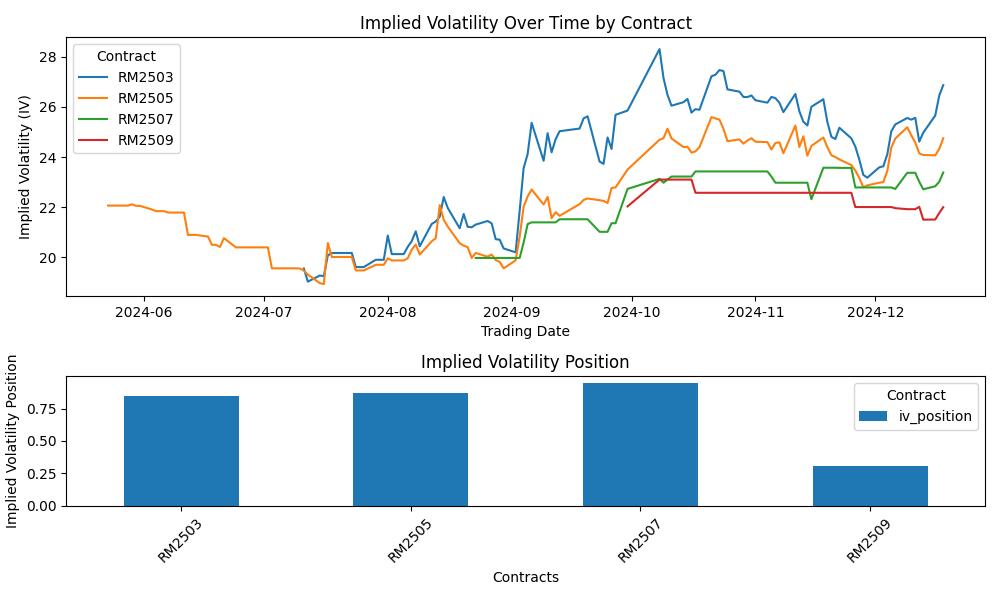 Implied Volatility Over Time by Contract
Implied Volatility (IV)
28
26
24
22
20
Contract
RM2503
RM2505
RM2507
RM2509
2024-06
2024-07
2024-08
2024-09
2024-10
2024-11
2024-12
Trading Date
Implied Volatility Position
Implied Volatility Position
0.75
0.50
0.25
0.00
Contract
iv_position
RM2503
RM2505
RM2507
RM2509
Contracts